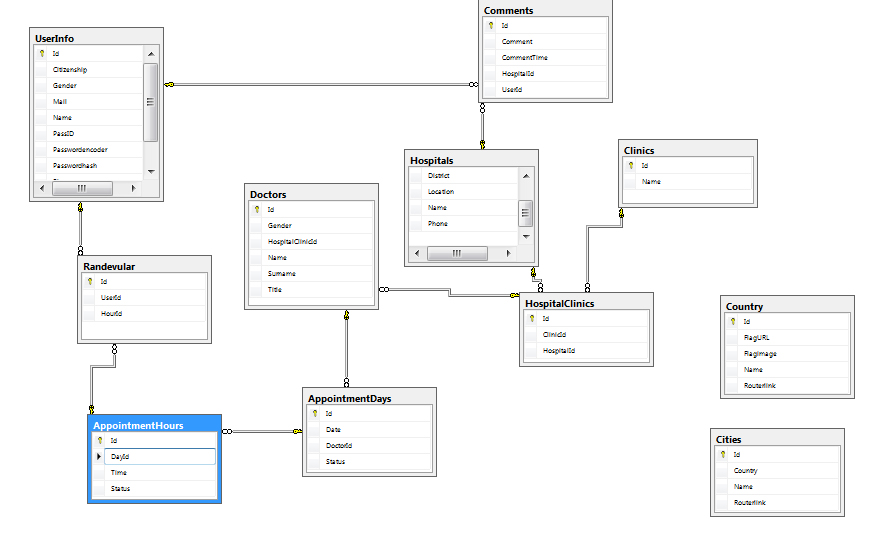 Comments
Id
Comment
CommentTime
HospitalId
UserId
UserInfo
Id
Citizenship
Gender
Mail
Name
PassID
Passwordencoder
Passwordhash
Hospitals
District
Location
Name
Phone
Clinics
Id
Name
Doctors
Id
Gender
HospitalClinicId
Name
Surname
Title
Randevular
Id
UserId
HourId
HospitalClinics
Id
ClinicId
HospitalId
Country
Id
FlagURL
FlagImage
Name
Routerlink
AppointmentDays
Id
Date
DoctorId
Status
AppointmentHours
Id
DayId
Time
Status
Cities
Id
Country
Name
Routerlink